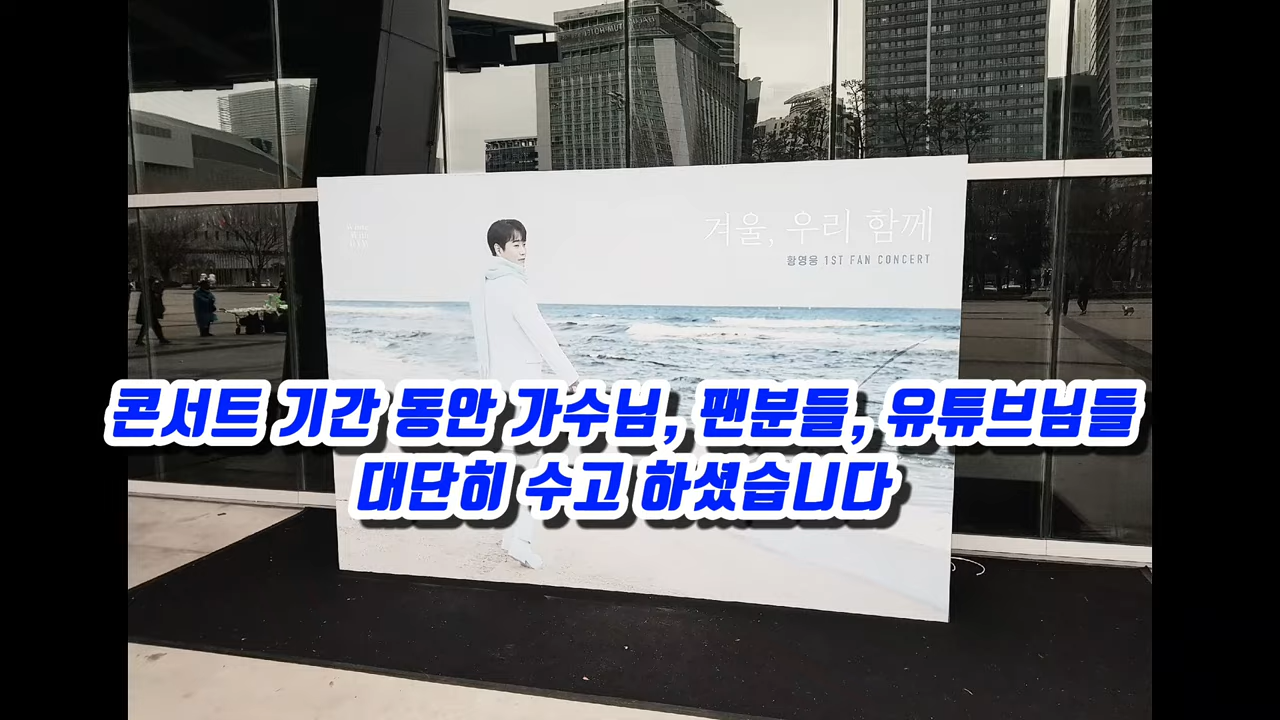 겨울, 우리 함께
황영웅 1ST FAN CONCERT
콘서트 기간 동안 가수님, 팬분들, 유튜브님들
대단히 수고 하셨습니다